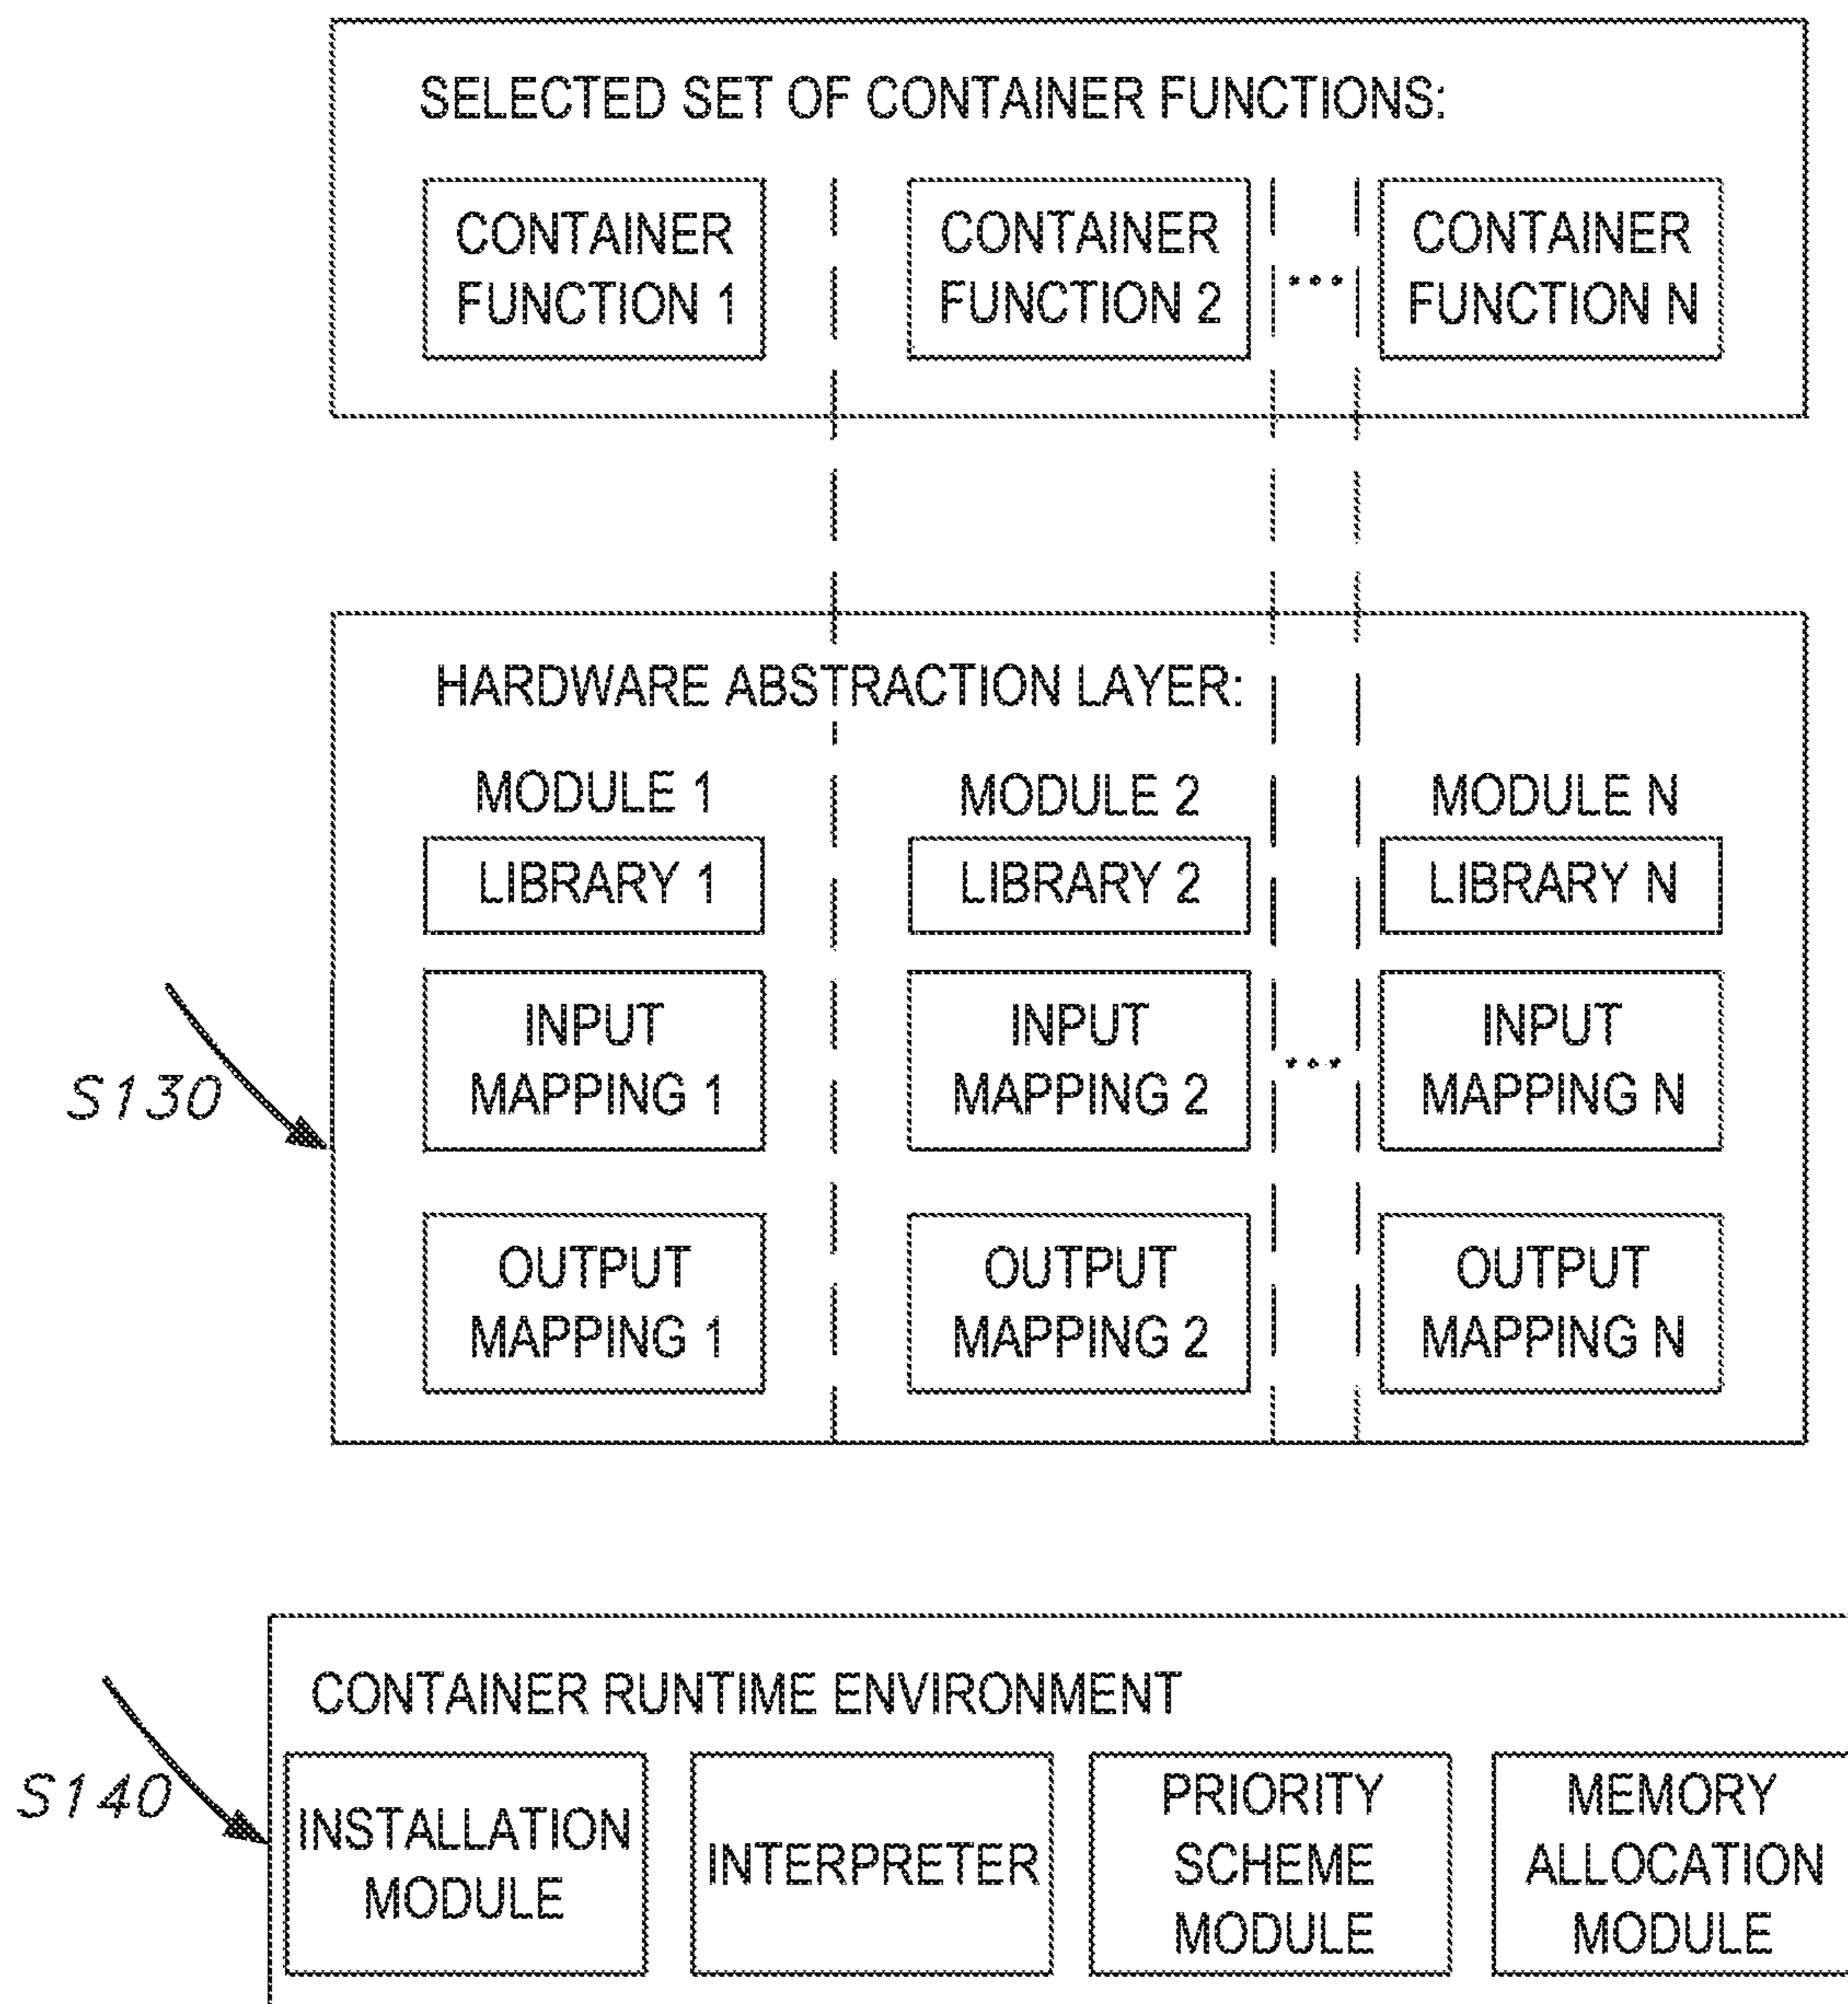 SELECTED SET OF CONTAINER FUNCTIONS:
CONTAINER
FUNCTION 1
CONTAINER
FUNCTION 2
...
CONTAINER
FUNCTION N
HARDWARE ABSTRACTION LAYER:
MODULE 1
MODULE 2
MODULE N
LIBRARY 1
LIBRARY 2
LIBRARY N
INPUT
MAPPING 1
INPUT
MAPPING 2
...
INPUT
MAPPING N
S130
OUTPUT
MAPPING 1
OUTPUT
MAPPING 2
OUTPUT
MAPPING N
CONTAINER RUNTIME ENVIRONMENT
S140
INSTALLATION
MODULE
INTERPRETER
PRIORITY
SCHEME
MODULE
MEMORY
ALLOCATION
MODULE